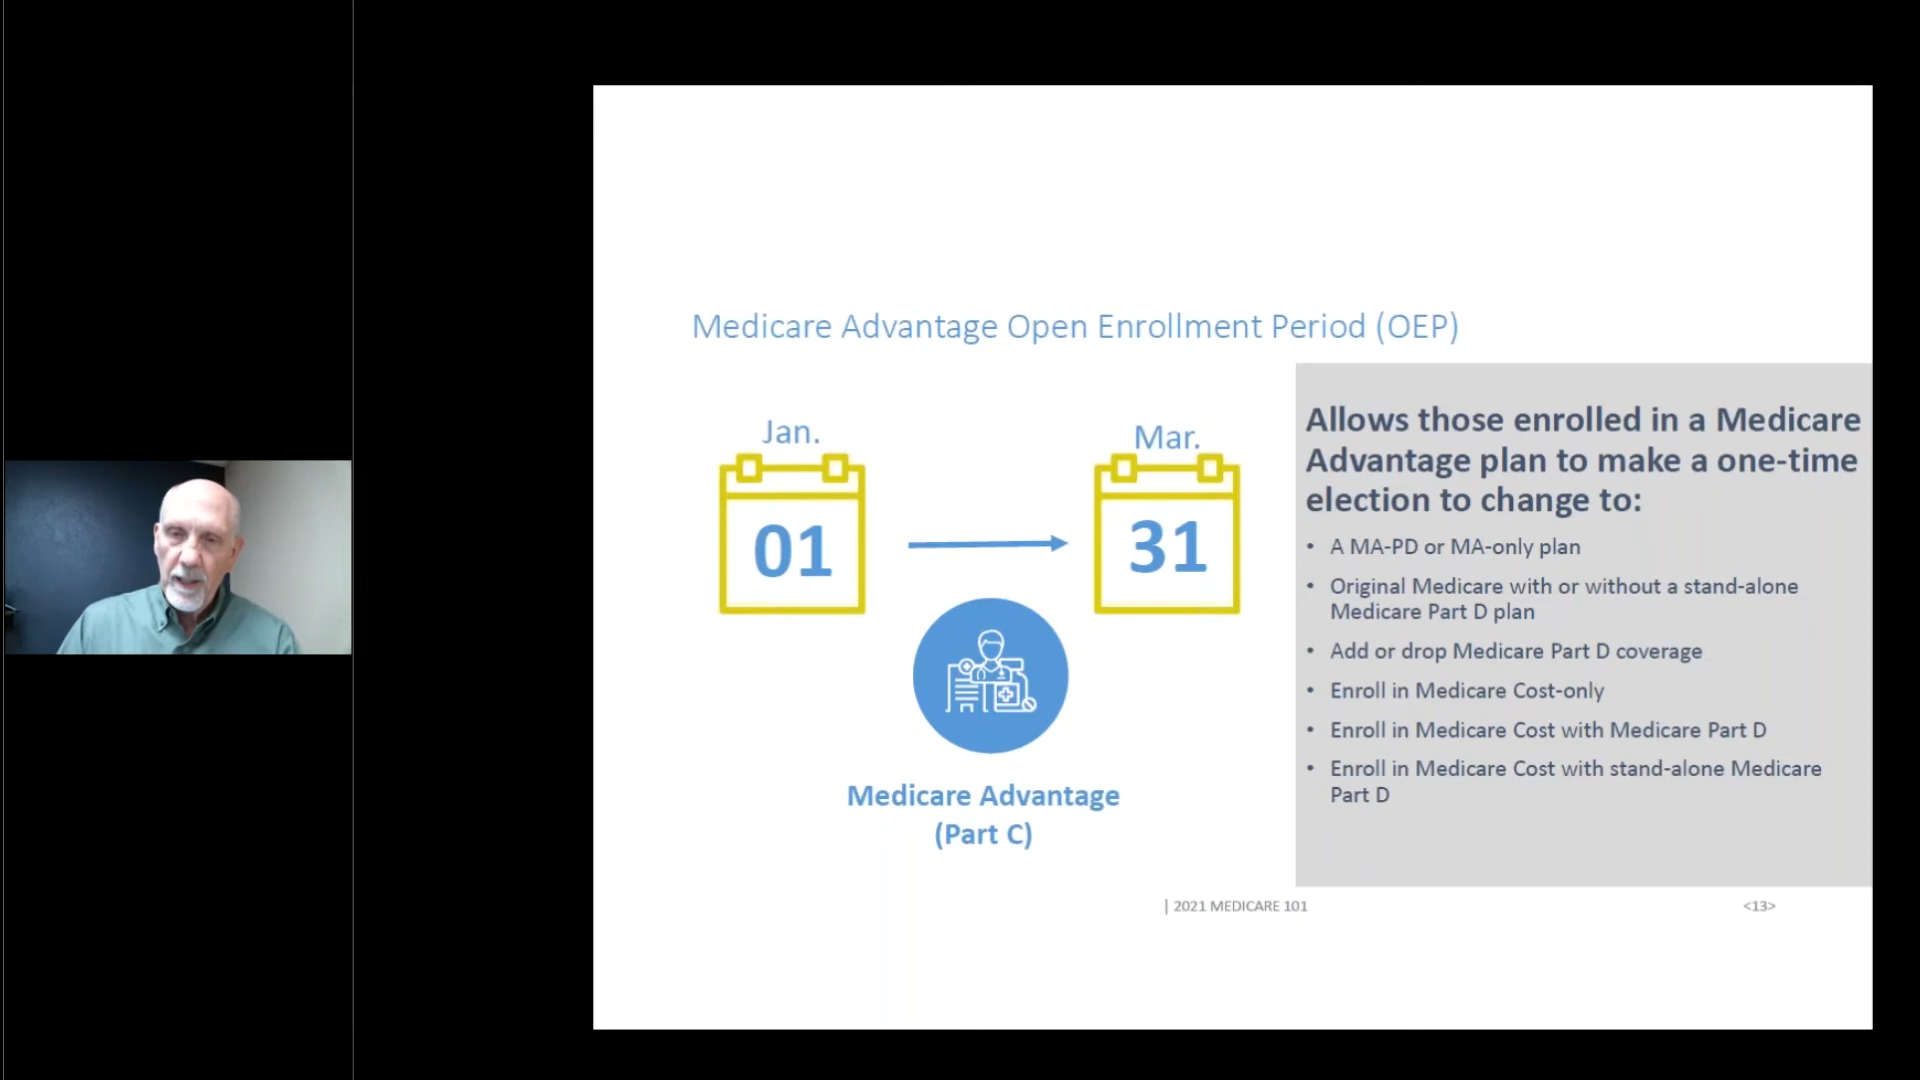 Medicare Advantage Open Enrollment Period (OEP)
Jan.
01
Mar.
31
Medicare Advantage
(Part C)
Allows those enrolled in a Medicare
Advantage plan to make a one-time
election to change to:
• A MA-PD or MA-only plan
• Original Medicare with or without a stand-alone
Medicare Part D plan
• Add or drop Medicare Part D coverage
• Enroll in Medicare Cost-only
• Enroll in Medicare Cost with Medicare Part D
• Enroll in Medicare Cost with stand-alone Medicare
Part D
| 2021 MEDICARE 101
<13>